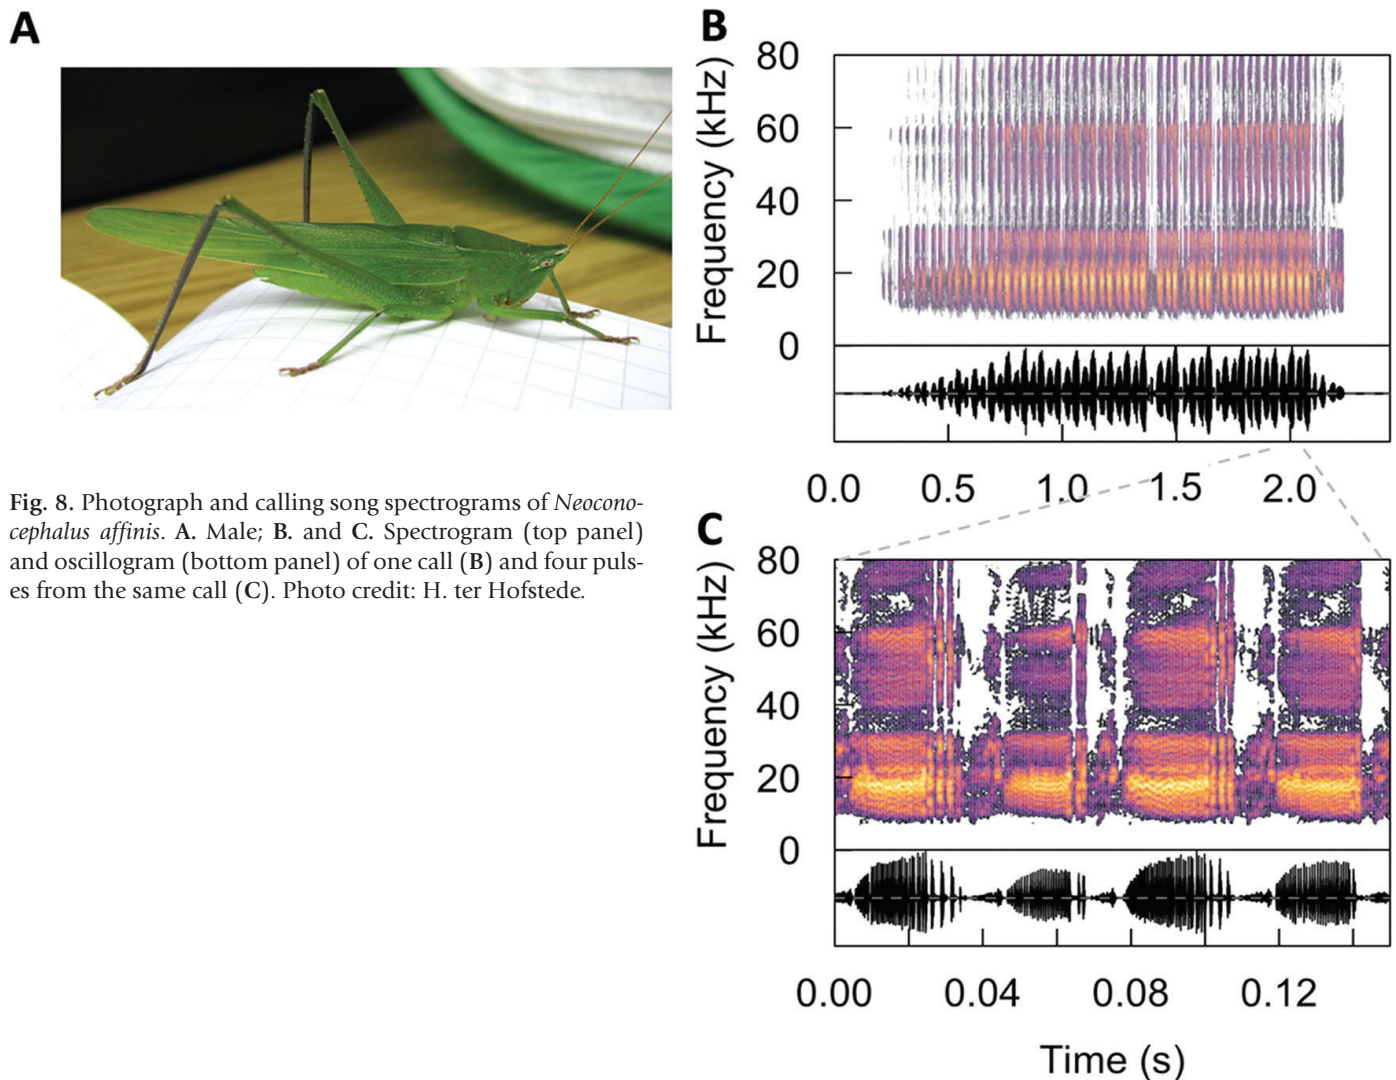 A
Fig. 8. Photograph and calling song spectrograms of Neocono-
cephalus affinis. A. Male; B. and C. Spectrogram (top panel)
and oscillogram (bottom panel) of one call (B) and four puls-
es from the same call (C). Photo credit: H. ter Hofstede.
B
Frequency (kHz)
80
60
40
20
0
0.0 0.5 1.0 1.5 2.0
C
Frequency (kHz)
80
60
40
20
0
0.00 0.04 0.08 0.12
Time (s)